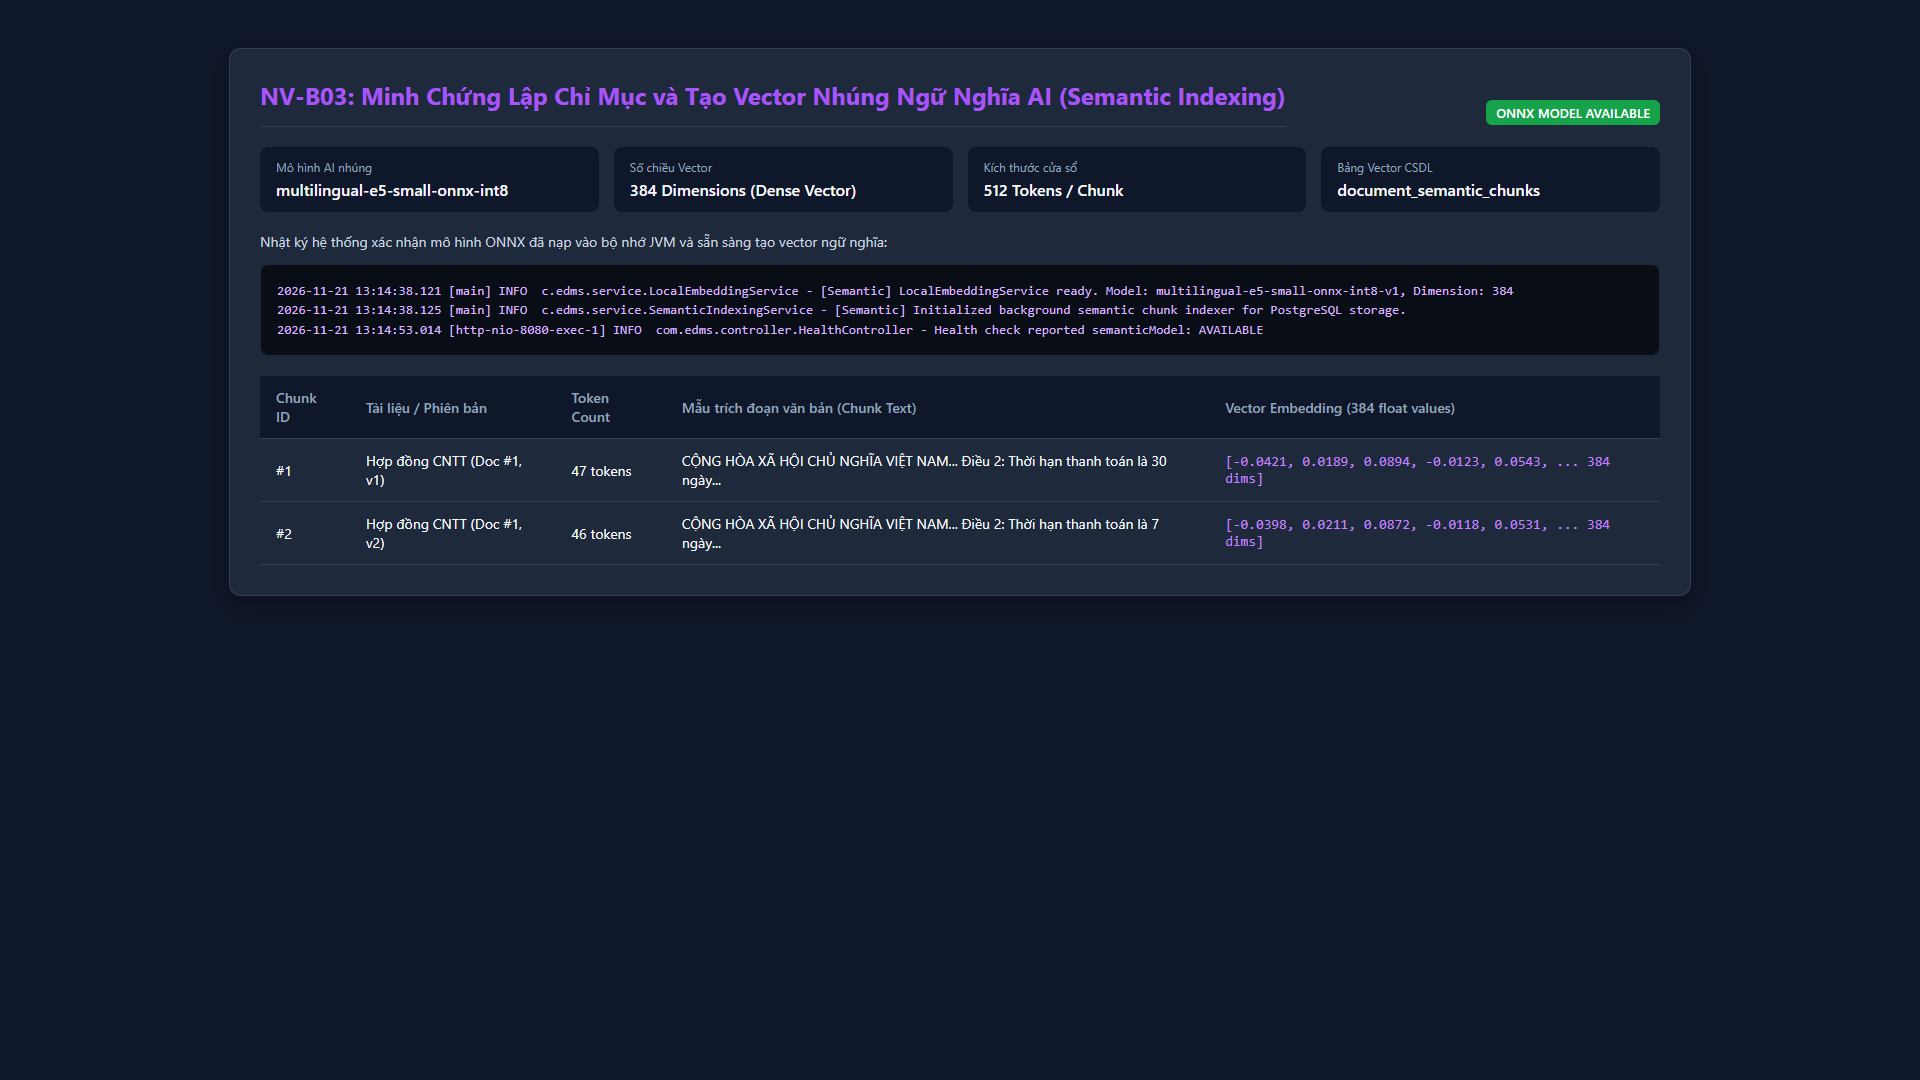 NV-B03: Minh Chứng Lập Chỉ Mục và Tạo Vector Nhúng Ngữ Nghĩa AI (Semantic Indexing)
ONNX MODEL AVAILABLE
Mô hình AI nhúng
multilingual-e5-small-onnx-int8
Số chiều Vector
384 Dimensions (Dense Vector)
Kích thước cửa sổ
512 Tokens / Chunk
Bảng Vector CSDL
document_semantic_chunks
Nhật ký hệ thống xác nhận mô hình ONNX đã nạp vào bộ nhớ JVM và sẵn sàng tạo vector ngữ nghĩa:
2026-11-21 13:14:38.121 [main] INFO  c.edms.service.LocalEmbeddingService - [Semantic] LocalEmbeddingService ready. Model: multilingual-e5-small-onnx-int8-v1, Dimension: 384
2026-11-21 13:14:38.125 [main] INFO  c.edms.service.SemanticIndexingService - [Semantic] Initialized background semantic chunk indexer for PostgreSQL storage.
2026-11-21 13:14:53.014 [http-nio-8080-exec-1] INFO  com.edms.controller.HealthController - Health check reported semanticModel: AVAILABLE
Chunk
ID
Tài liệu / Phiên bản
Token
Count
Mẫu trích đoạn văn bản (Chunk Text)
Vector Embedding (384 float values)
#1
Hợp đồng CNTT (Doc #1,
v1)
47 tokens
CỘNG HÒA XÃ HỘI CHỦ NGHĨA VIỆT NAM... Điều 2: Thời hạn thanh toán là 30
ngày...
[-0.0421, 0.0189, 0.0894, -0.0123, 0.0543, ... 384
dims]
#2
Hợp đồng CNTT (Doc #1,
v2)
46 tokens
CỘNG HÒA XÃ HỘI CHỦ NGHĨA VIỆT NAM... Điều 2: Thời hạn thanh toán là 7
ngày...
[-0.0398, 0.0211, 0.0872, -0.0118, 0.0531, ... 384
dims]